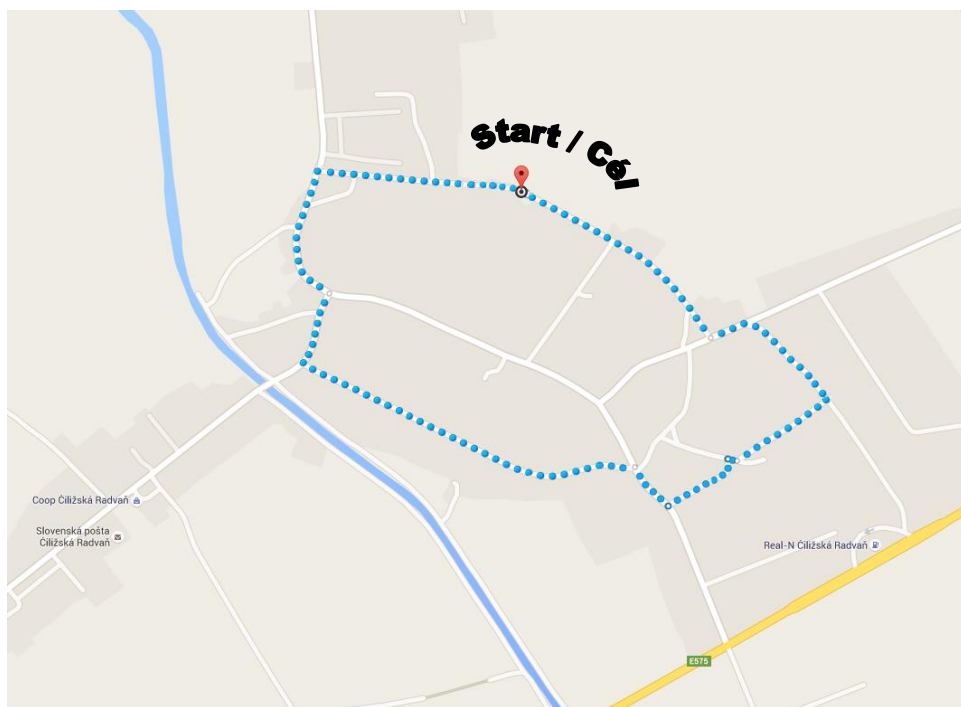 Start / Cél
Coop Čiližská Radvaň
Slovenská pošta
Čiližská Radvaň
Real-N Čiližská Radvaň
E575